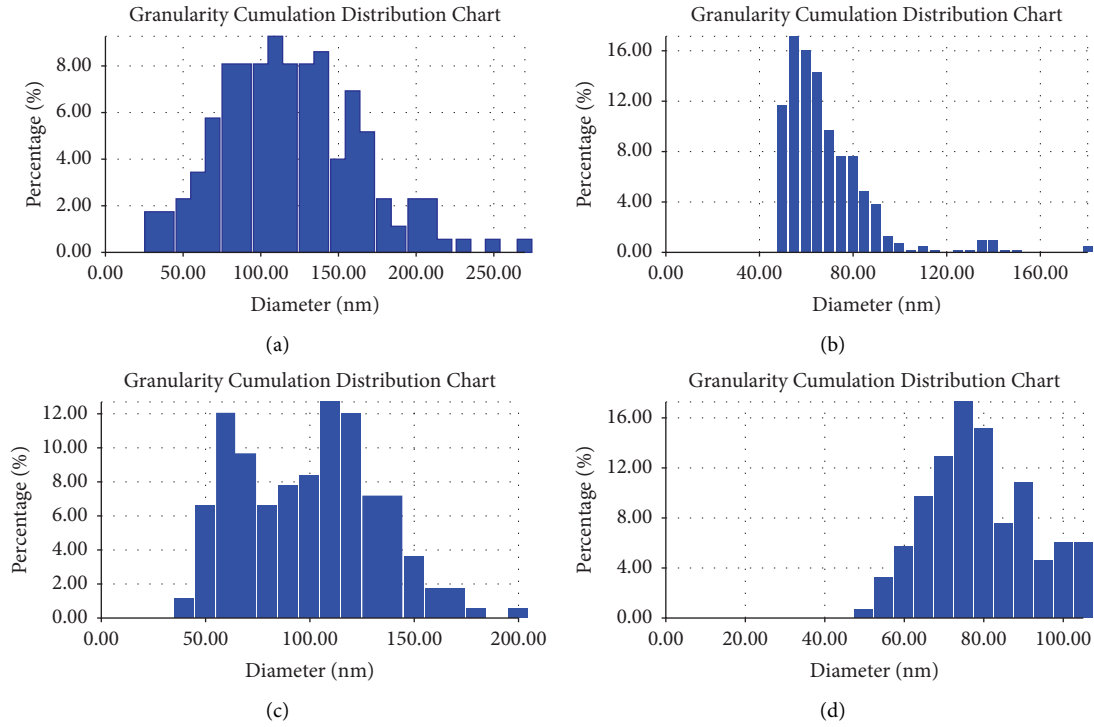 Granularity Cumulation Distribution Chart
Percentage (%)
8.00
6.00
4.00
2.00
0.00
0.00 50.00 100.00 150.00 200.00 250.00
Diameter (nm)
(a)
Granularity Cumulation Distribution Chart
Percentage (%)
16.00
12.00
8.00
4.00
0.00
0.00 40.00 80.00 120.00 160.00
Diameter (nm)
(b)
Granularity Cumulation Distribution Chart
Percentage (%)
12.00
10.00
8.00
6.00
4.00
2.00
0.00
0.00 50.00 100.00 150.00 200.00
Diameter (nm)
(c)
Granularity Cumulation Distribution Chart
Percentage (%)
16.00
12.00
8.00
4.00
0.00
0.00 20.00 40.00 60.00 80.00 100.00
Diameter (nm)
(d)